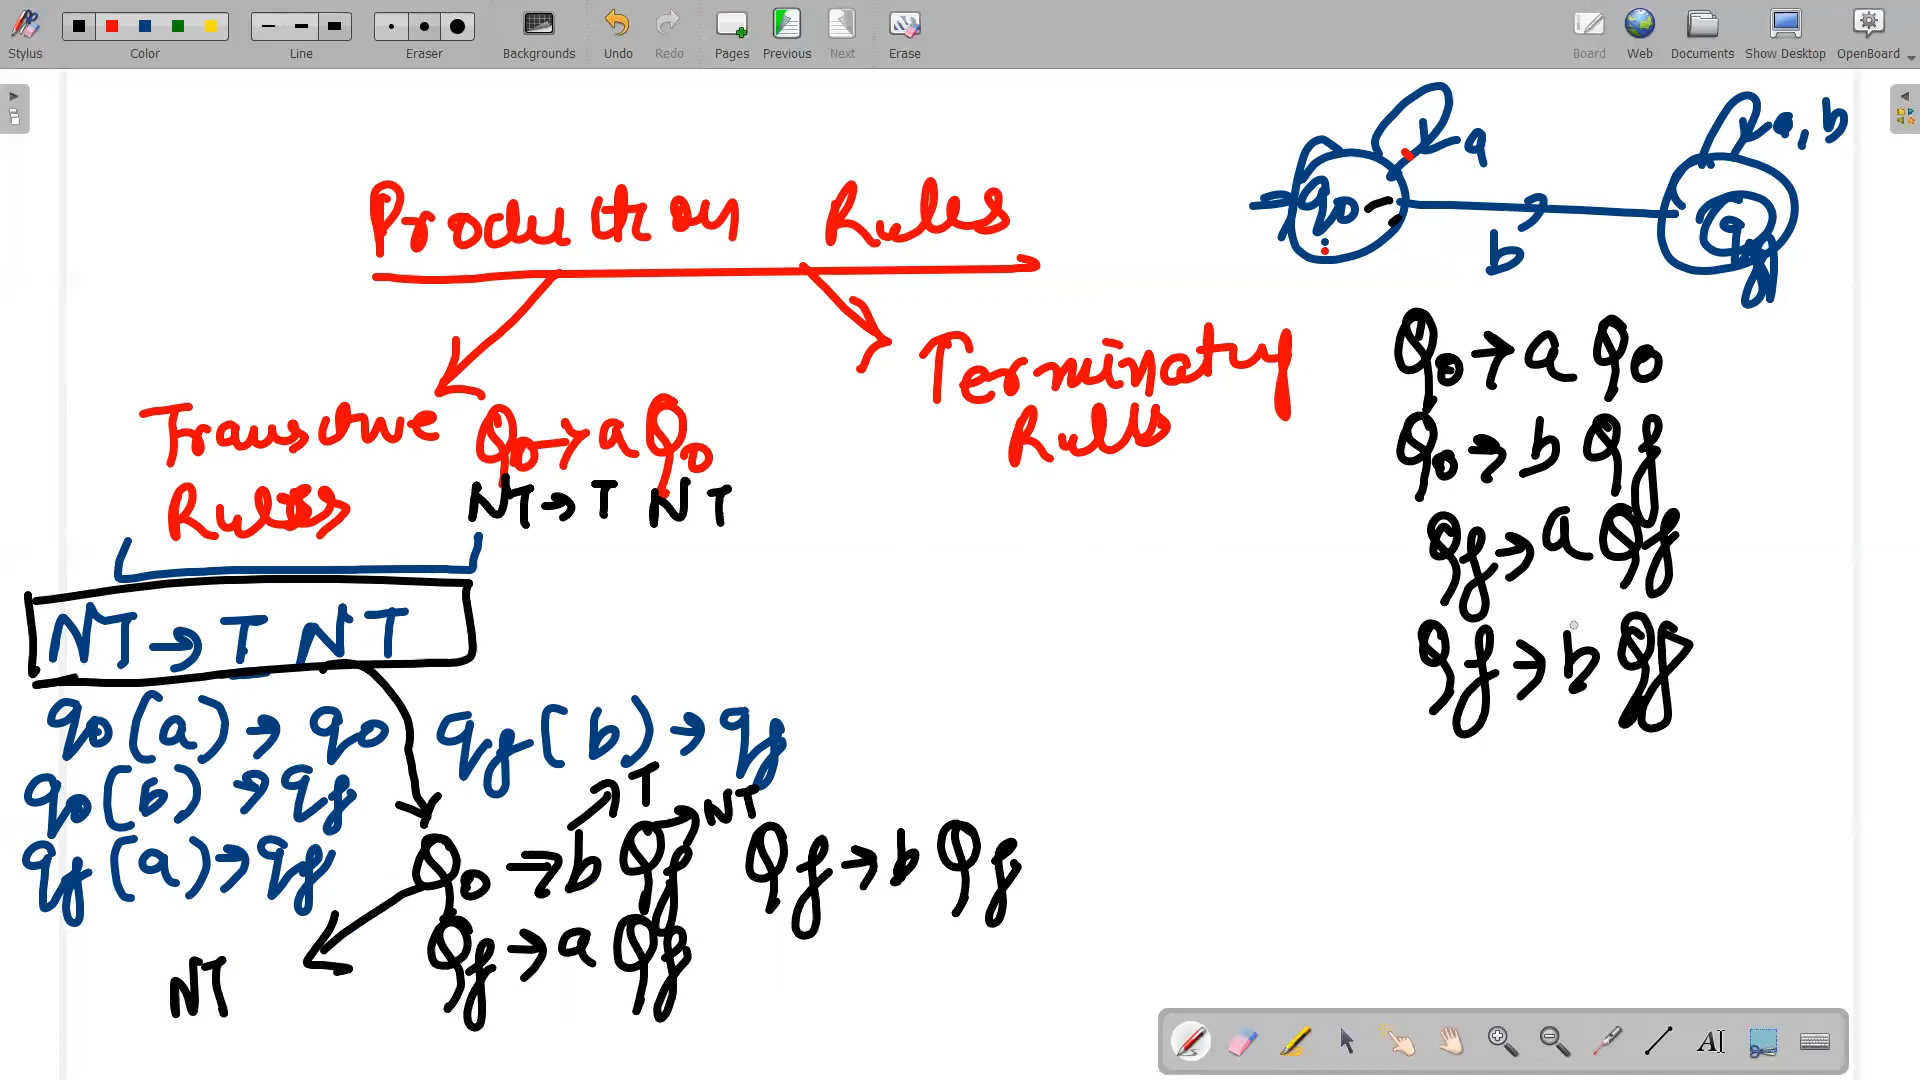 Stylus
Color
Line
Eraser
Backgrounds
Undo
Redo
Pages
Previous
Next
Erase
Board
Web
Documents
Show Desktop
OpenBoard
Production Rules
Transitive Rules
Q0 → a Q0
NT → T NT
Terminatury Rules
NT → T NT
q0 (a) → q0
qf (b) → qf
q0 (b) → qf
qf (a) → qf
T
NT
Q0 → b Qf
Qf → b Qf
Qf → a Qf
NT
q0
a
b
a, b
qf
Q0 → a Q0
Q0 → b Qf
Qf → a Qf
Qf → b Qf